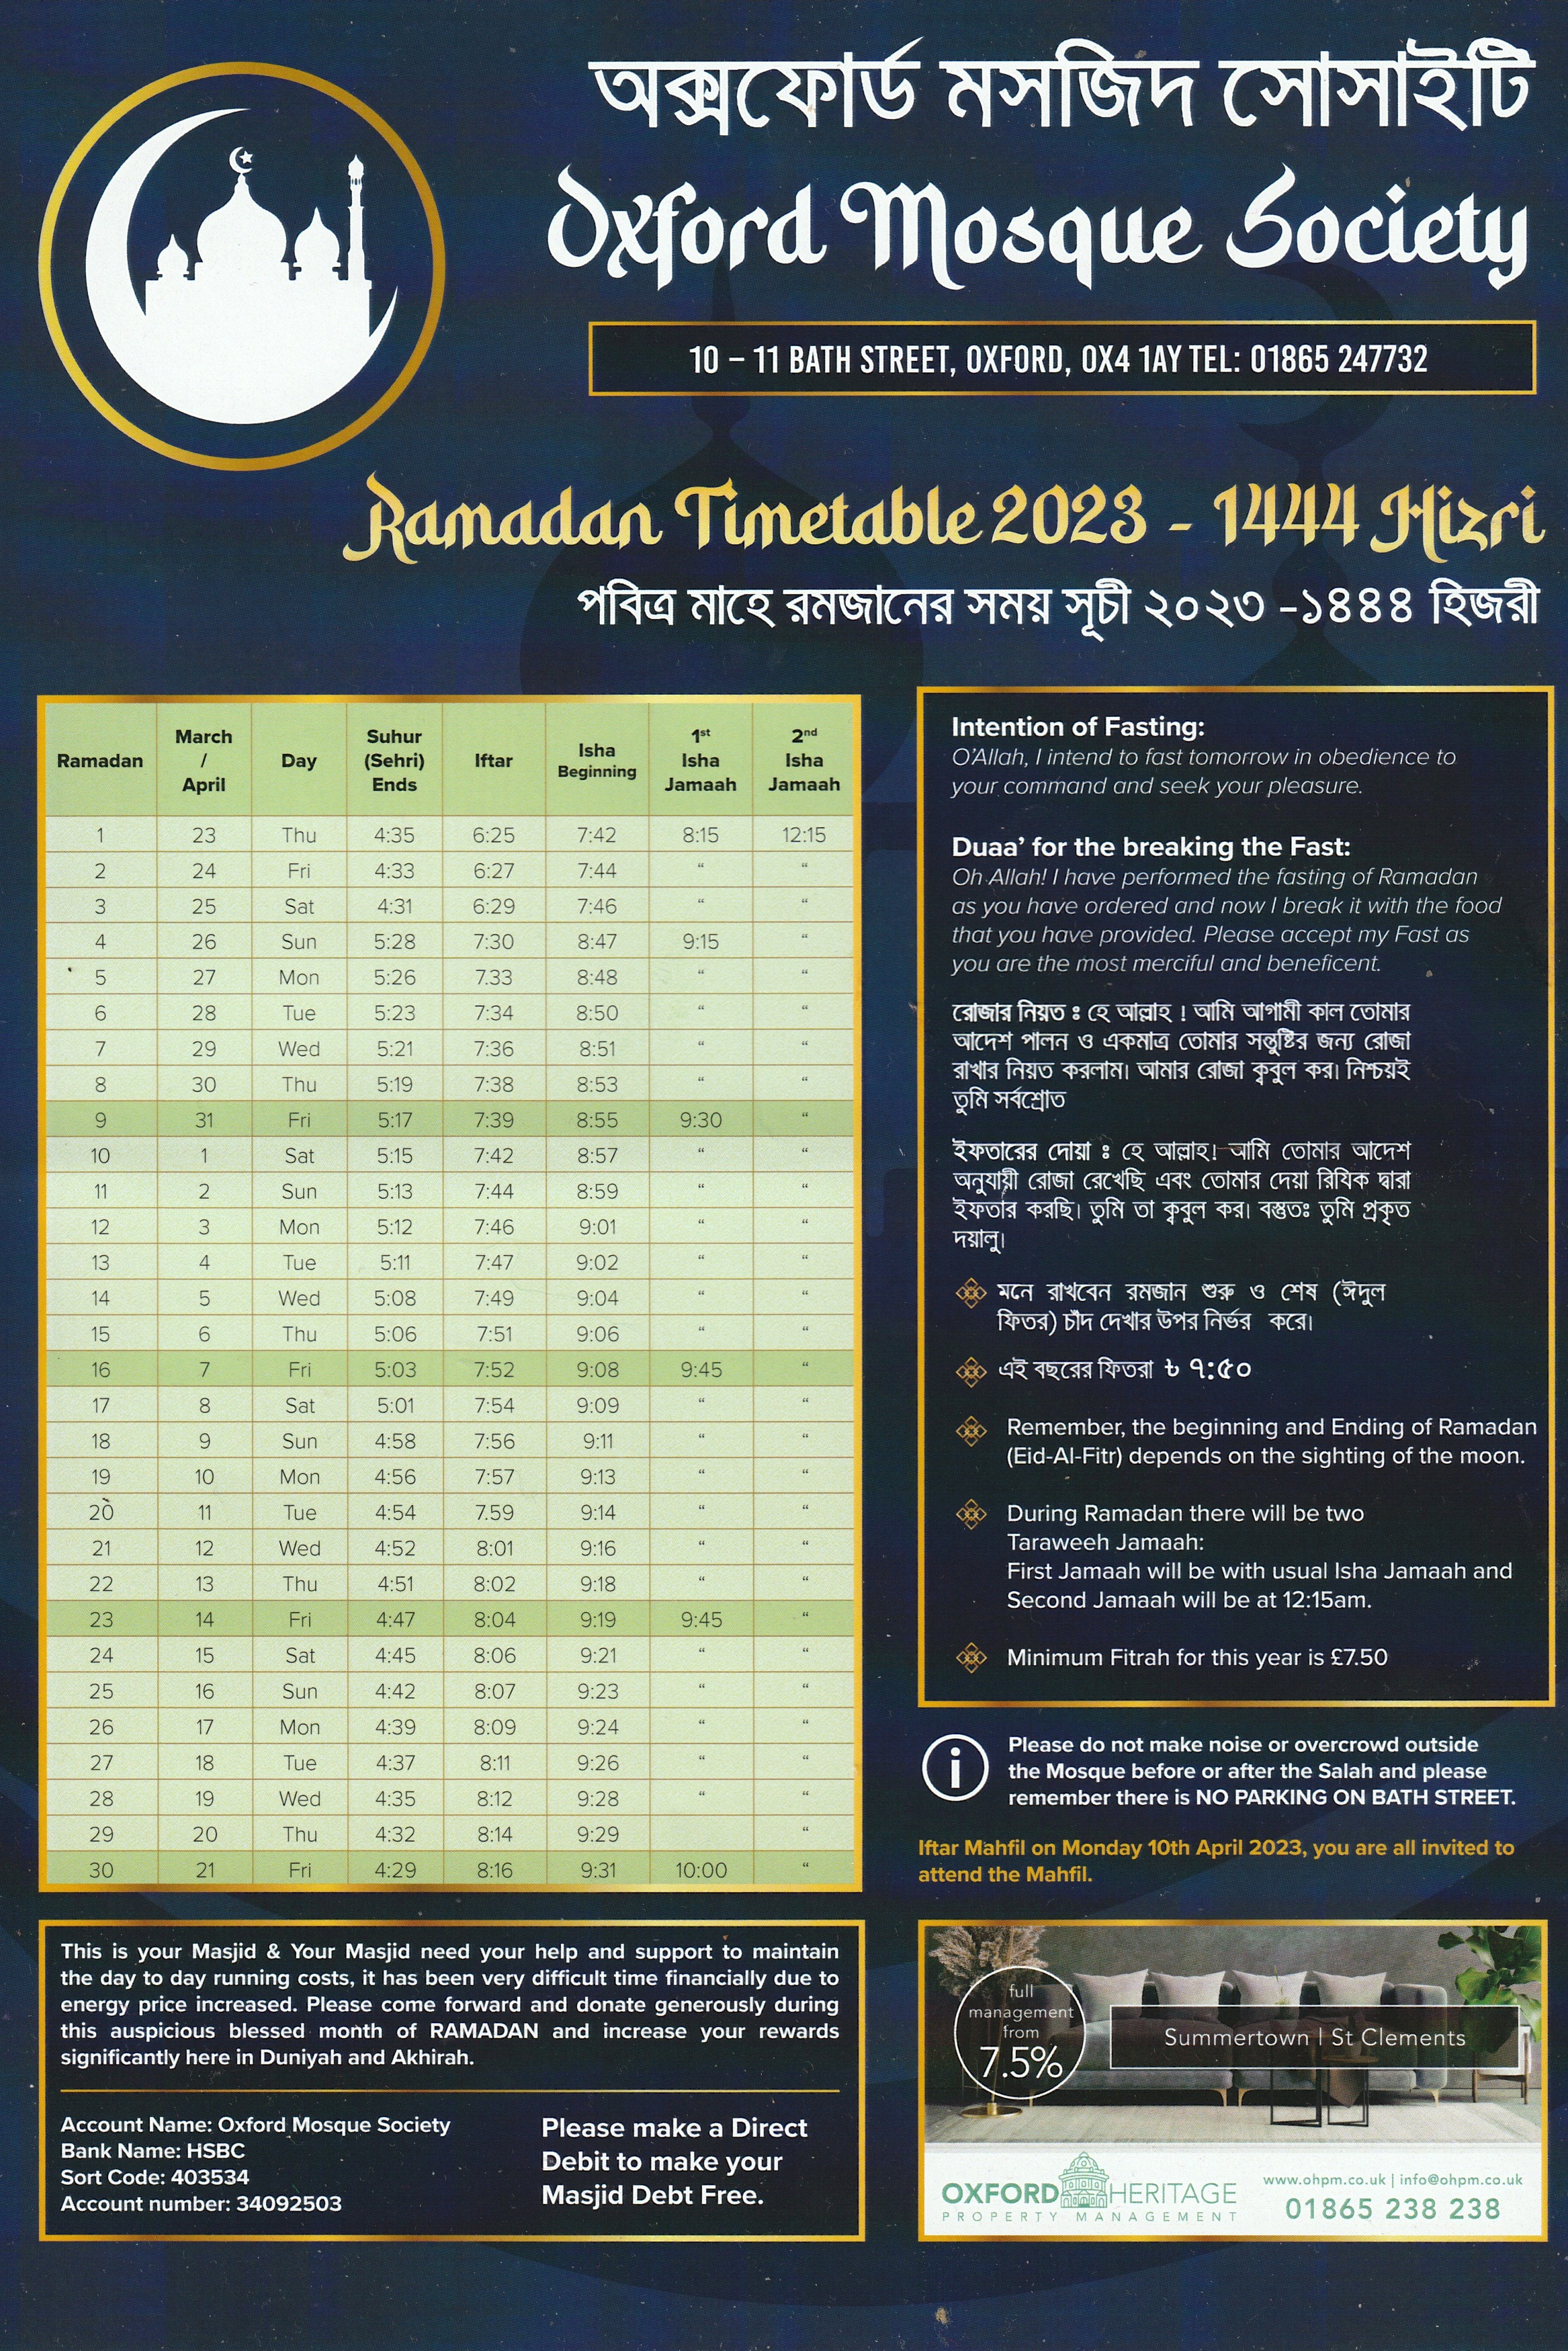 অক্সফোর্ড মসজিদ সোসাইটি
Oxford Mosque Society
10 – 11 BATH STREET, OXFORD, OX4 1AY TEL: 01865 247732
Ramadan Timetable 2023 - 1444 Hizri
পবিত্র মাহে রমজানের সময় সূচী ২০২৩ -১৪৪৪ হিজরী
Ramadan March / April Day Suhur (Sehri) Ends Iftar Isha Beginning 1st Isha Jamaah 2nd Isha Jamaah
1 23 Thu 4:35 6:25 7:42 8:15 12:15
2 24 Fri 4:33 6:27 7:44 “ “
3 25 Sat 4:31 6:29 7:46 “ “
4 26 Sun 5:28 7:30 8:47 9:15 “
5 27 Mon 5:26 7.33 8:48 “ “
6 28 Tue 5:23 7:34 8:50 “ “
7 29 Wed 5:21 7:36 8:51 “ “
8 30 Thu 5:19 7:38 8:53 “ “
9 31 Fri 5:17 7:39 8:55 9:30 “
10 1 Sat 5:15 7:42 8:57 “ “
11 2 Sun 5:13 7:44 8:59 “ “
12 3 Mon 5:12 7:46 9:01 “ “
13 4 Tue 5:11 7:47 9:02 “ “
14 5 Wed 5:08 7:49 9:04 “ “
15 6 Thu 5:06 7:51 9:06 “ “
16 7 Fri 5:03 7:52 9:08 9:45 “
17 8 Sat 5:01 7:54 9:09 “ “
18 9 Sun 4:58 7:56 9:11 “ “
19 10 Mon 4:56 7:57 9:13 “ “
20 11 Tue 4:54 7.59 9:14 “ “
21 12 Wed 4:52 8:01 9:16 “ “
22 13 Thu 4:51 8:02 9:18 “ “
23 14 Fri 4:47 8:04 9:19 9:45 “
24 15 Sat 4:45 8:06 9:21 “ “
25 16 Sun 4:42 8:07 9:23 “ “
26 17 Mon 4:39 8:09 9:24 “ “
27 18 Tue 4:37 8:11 9:26 “ “
28 19 Wed 4:35 8:12 9:28 “ “
29 20 Thu 4:32 8:14 9:29 “
30 21 Fri 4:29 8:16 9:31 10:00 “
Intention of Fasting:
O’Allah, I intend to fast tomorrow in obedience to
your command and seek your pleasure.
Duaa’ for the breaking the Fast:
Oh Allah! I have performed the fasting of Ramadan
as you have ordered and now I break it with the food
that you have provided. Please accept my Fast as
you are the most merciful and beneficent.
রোজার নিয়ত ঃ হে আল্লাহ ! আমি আগামী কাল তোমার
আদেশ পালন ও একমাত্র তোমার সন্তুষ্টির জন্য রোজা
রাখার নিয়ত করলাম। আমার রোজা ক্ববুল কর। নিশ্চয়ই
তুমি সর্বশ্রোত
ইফতারের দোয়া ঃ হে আল্লাহ! আমি তোমার আদেশ
অনুযায়ী রোজা রেখেছি এবং তোমার দেয়া রিযিক দ্বারা
ইফতার করছি। তুমি তা ক্ববুল কর। বস্তুতঃ তুমি প্রকৃত
দয়ালু।
মনে রাখবেন রমজান শুরু ও শেষ (ঈদুল
ফিতর) চাঁদ দেখার উপর নির্ভর করে।
এই বছরের ফিতরা ৳ ৭:৫০
Remember, the beginning and Ending of Ramadan
(Eid-Al-Fitr) depends on the sighting of the moon.
During Ramadan there will be two
Taraweeh Jamaah:
First Jamaah will be with usual Isha Jamaah and
Second Jamaah will be at 12:15am.
Minimum Fitrah for this year is £7.50
i
Please do not make noise or overcrowd outside
the Mosque before or after the Salah and please
remember there is NO PARKING ON BATH STREET.
Iftar Mahfil on Monday 10th April 2023, you are all invited to
attend the Mahfil.
This is your Masjid & Your Masjid need your help and support to maintain
the day to day running costs, it has been very difficult time financially due to
energy price increased. Please come forward and donate generously during
this auspicious blessed month of RAMADAN and increase your rewards
significantly here in Duniyah and Akhirah.
Account Name: Oxford Mosque Society
Bank Name: HSBC
Sort Code: 403534
Account number: 34092503
Please make a Direct
Debit to make your
Masjid Debt Free.
full
management
from
7.5%
Summertown | St Clements
OXFORD HERITAGE
PROPERTY MANAGEMENT
www.ohpm.co.uk | info@ohpm.co.uk
01865 238 238